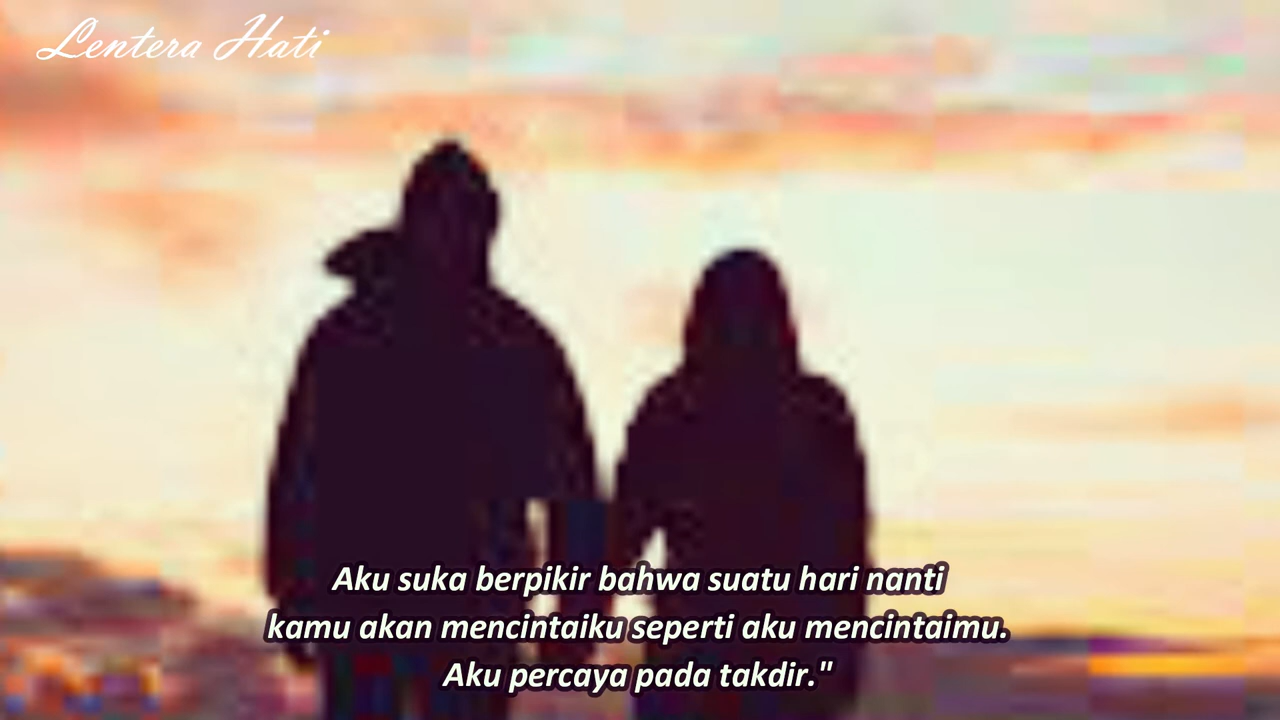 Lentera Hati
Aku suka berpikir bahwa suatu hari nanti
kamu akan mencintaiku seperti aku mencintaimu.
Aku percaya pada takdir."